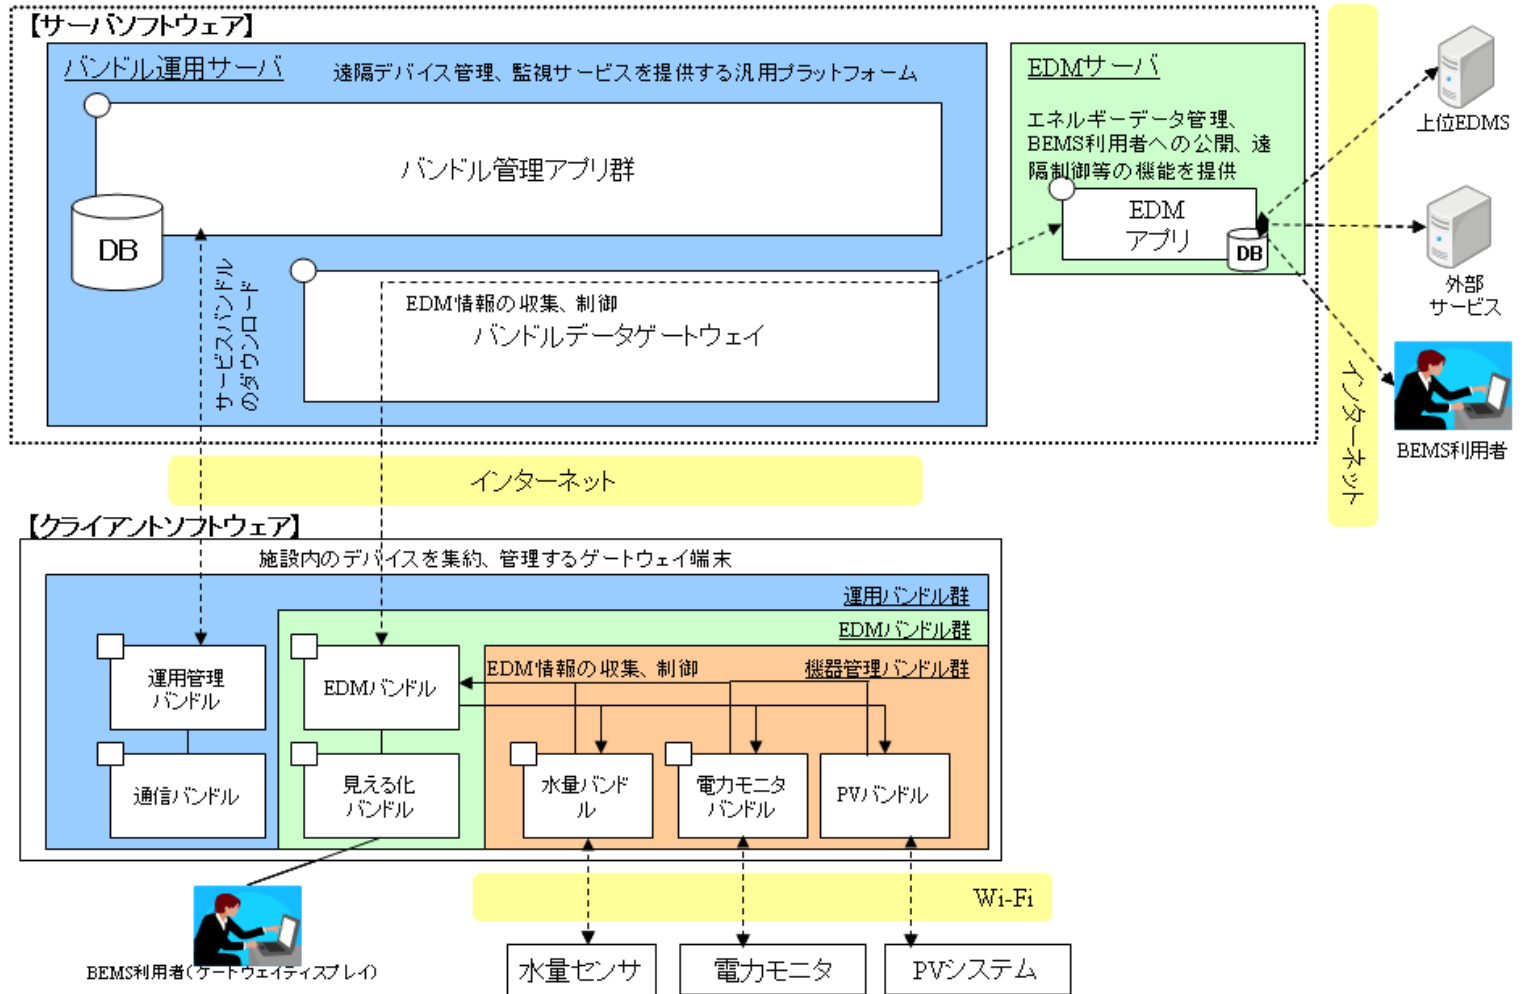 【サーバソフトウェア】
バンドル運用サーバ
遠隔デバイス管理、監視サービスを提供する汎用プラットフォーム
バンドル管理アプリ群
DB
サービスバンドル
のダウンロード
EDM情報の収集、制御
バンドルデータゲートウェイ
EDMサーバ
エネルギーデータ管理、
BEMS利用者への公開、遠
隔制御等の機能を提供
EDM
アプリ
DB
インターネット
上位EDMS
外部
サービス
BEMS利用者
インターネット
【クライアントソフトウェア】
施設内のデバイスを集約、管理するゲートウェイ端末
運用バンドル群
EDMバンドル群
機器管理バンドル群
EDM情報の収集、制御
運用管理
バンドル
通信バンドル
EDMバンドル
見える化
バンドル
水量バンド
ル
電力モニタ
バンドル
PVバンドル
Wi-Fi
BEMS利用者(ゲートウェイディスプレイ)
水量センサ
電力モニタ
PVシステム